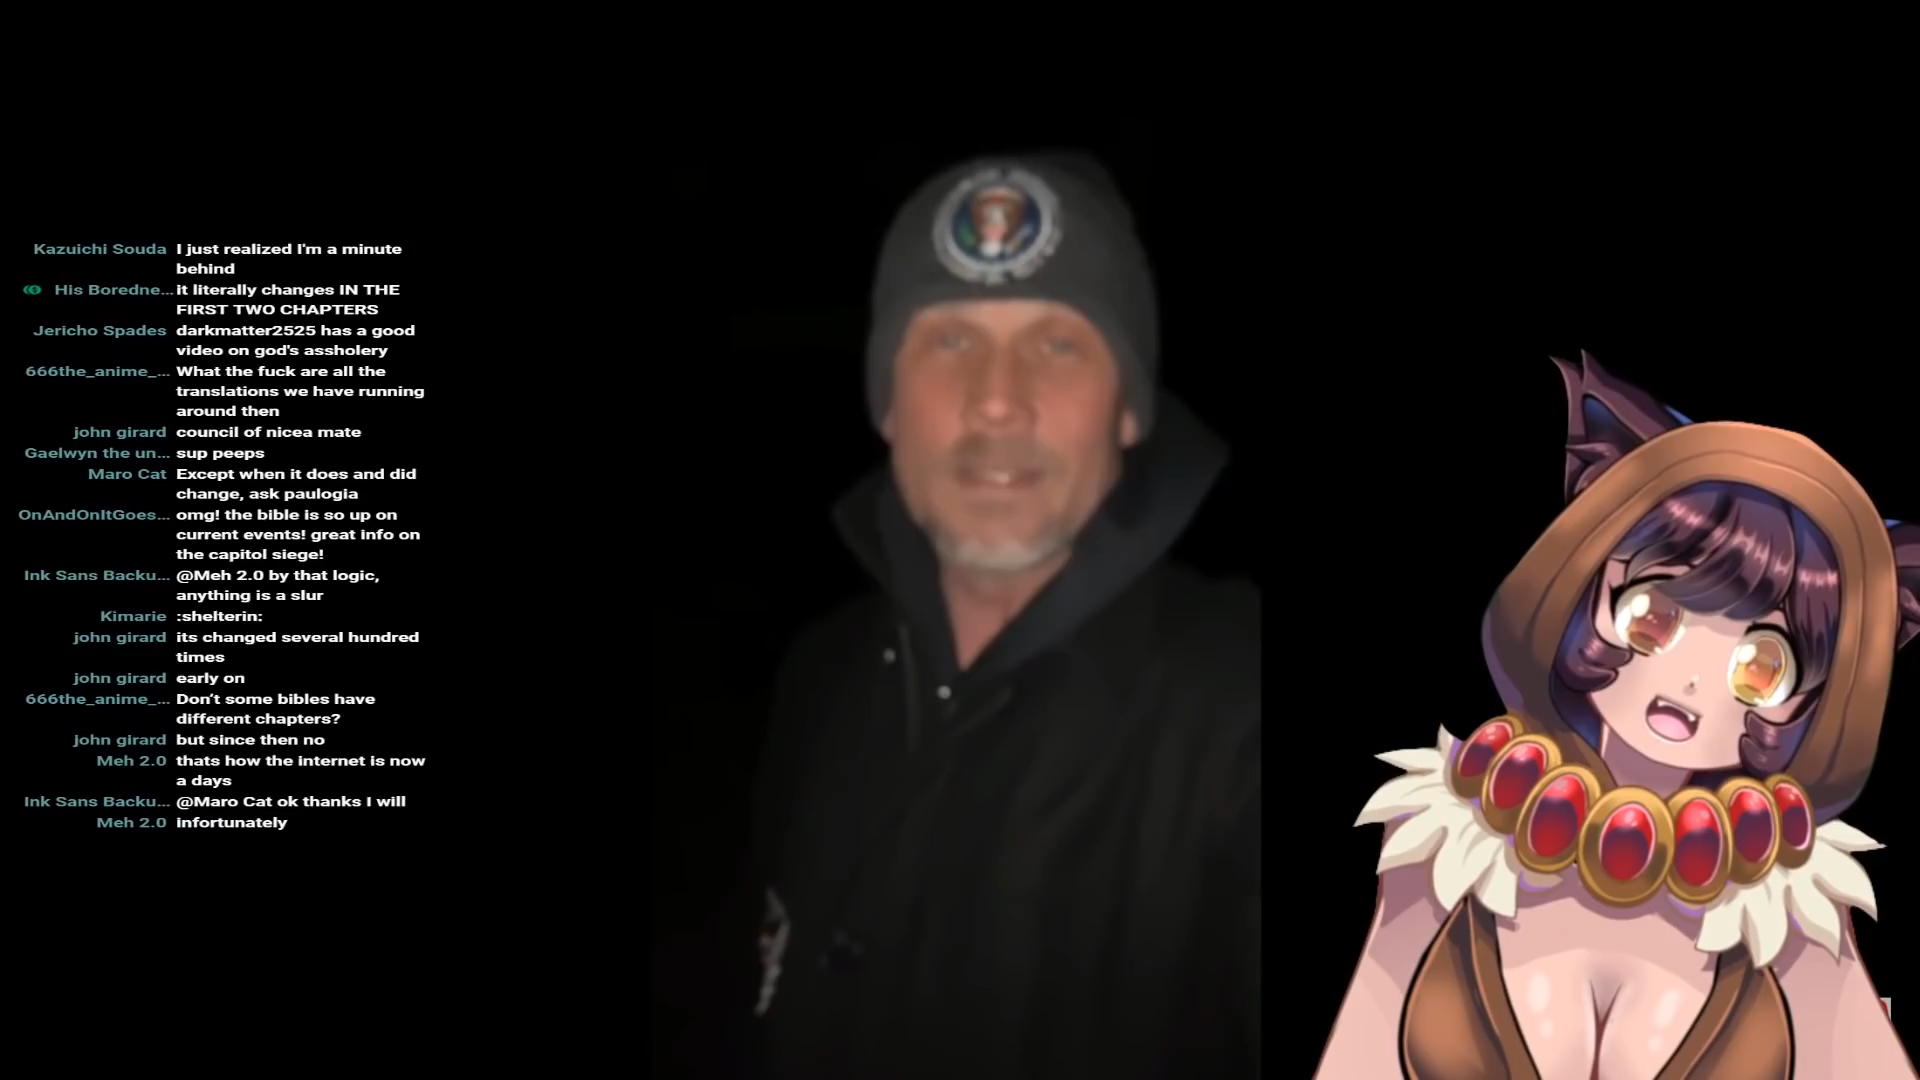 Kazuichi Souda I just realized I'm a minute
behind
His Boredne... it literally changes IN THE
FIRST TWO CHAPTERS
Jericho Spades darkmatter2525 has a good
video on god's assholery
666the_anime_... What the fuck are all the
translations we have running
around then
john girard council of nicea mate
Gaelwyn the un... sup peeps
Maro Cat Except when it does and did
change, ask paulogia
OnAndOnItGoes... omg! the bible is so up on
current events! great info on
the capitol siege!
Ink Sans Backu... @Meh 2.0 by that logic,
anything is a slur
Kimarie :shelterin:
john girard its changed several hundred
times
john girard early on
666the_anime_... Don't some bibles have
different chapters?
john girard but since then no
Meh 2.0 thats how the internet is now
a days
Ink Sans Backu... @Maro Cat ok thanks I will
Meh 2.0 infortunately